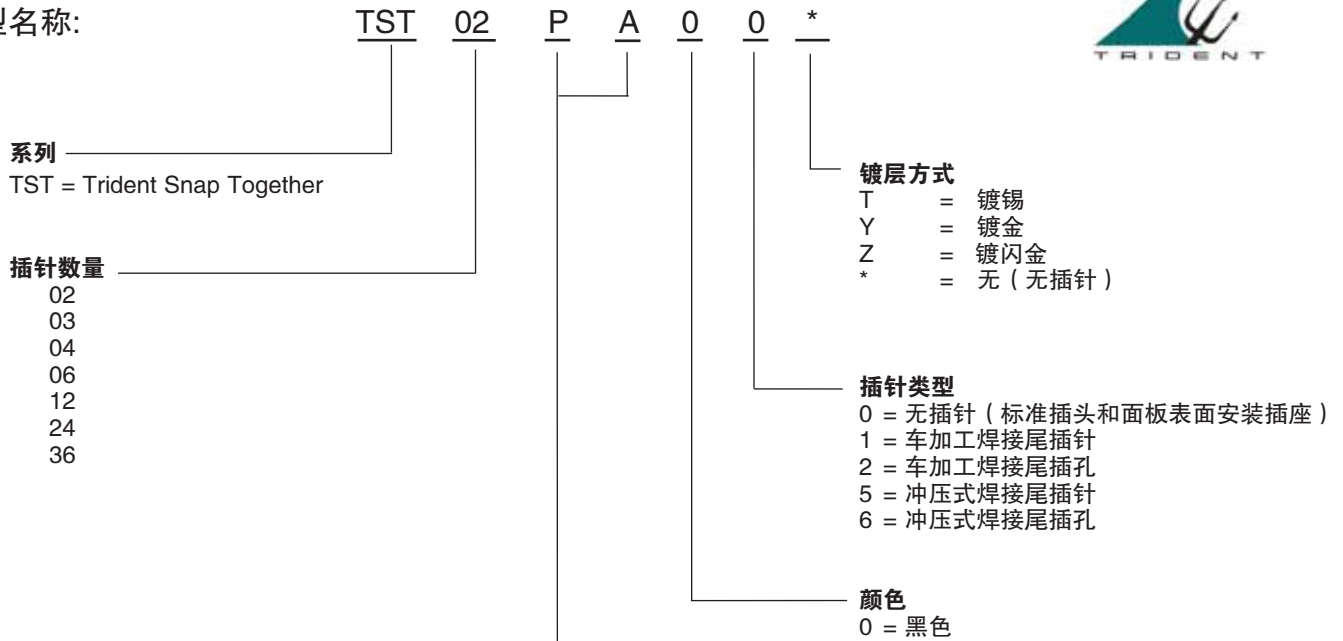 型名称: TST 02 P A 0 0 *
TRIDENT
系列
TST = Trident Snap Together
插针数量
02
03
04
06
12
24
36
镀层方式
T = 镀锡
Y = 镀金
Z = 镀闪金
* = 无（无插针）
插针类型
0 = 无插针（标准插头和面板表面安装插座）
1 = 车加工焊接尾插针
2 = 车加工焊接尾插孔
5 = 冲压式焊接尾插针
6 = 冲压式焊接尾插孔
颜色
0 = 黑色